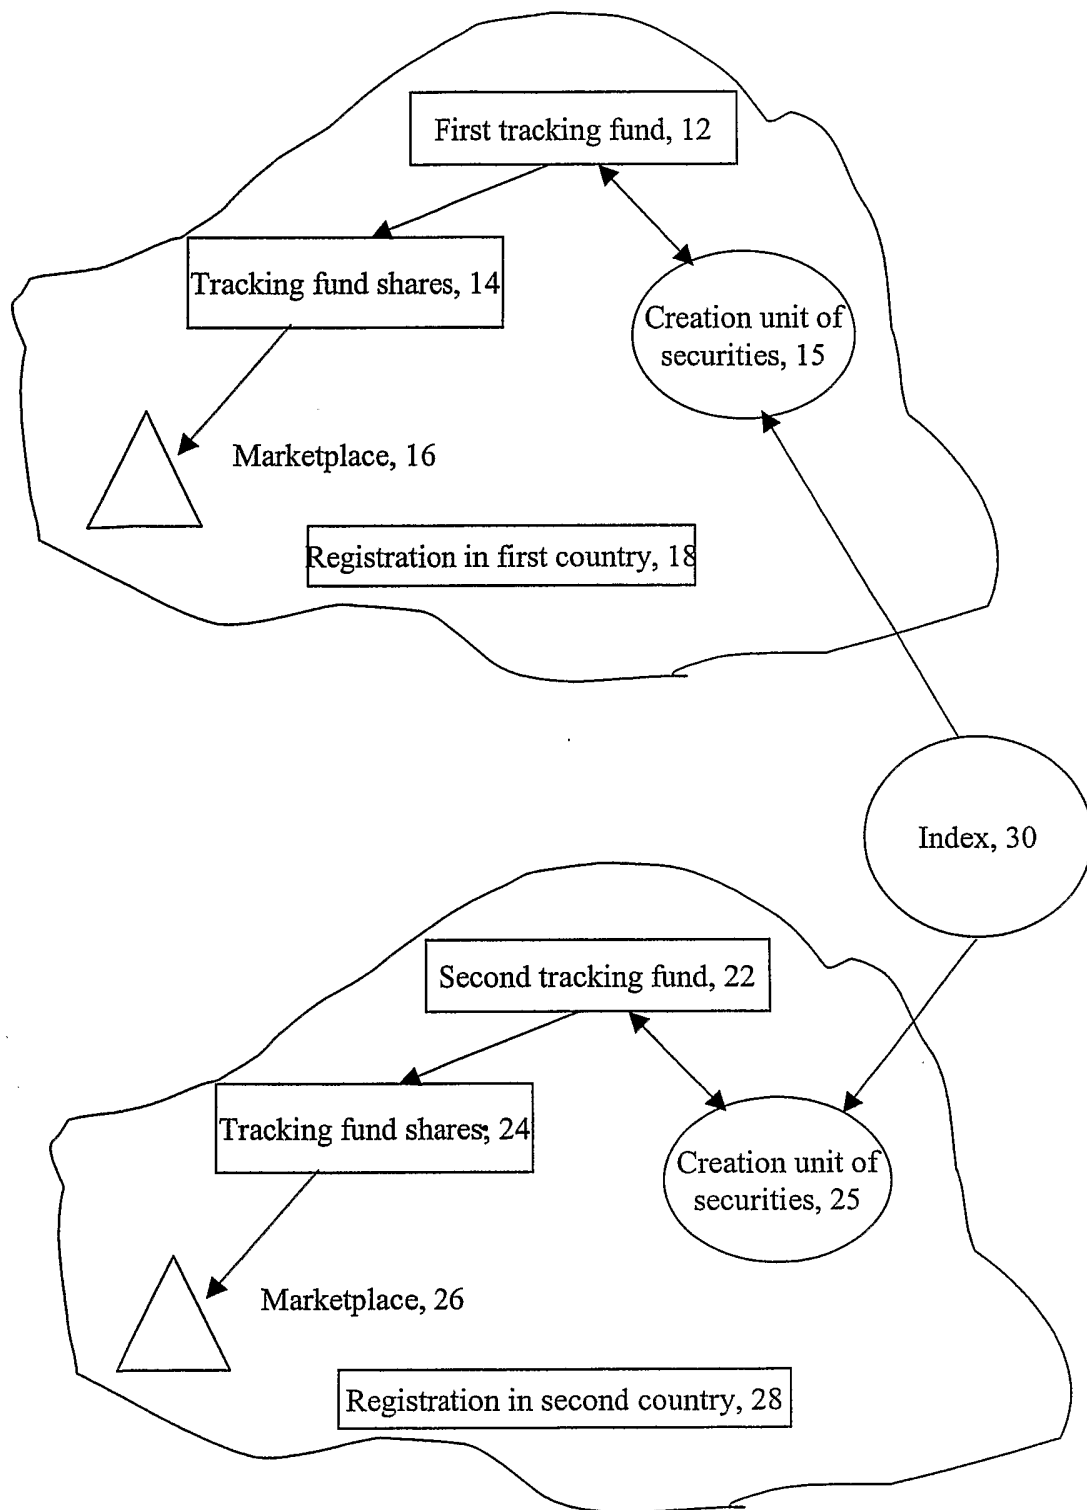 First tracking fund, 12
Tracking fund shares, 14
Creation unit of
securities, 15
Marketplace, 16
Registration in first country, 18
Index, 30
Second tracking fund, 22
Tracking fund shares; 24
Creation unit of
securities, 25
Marketplace, 26
Registration in second country, 28